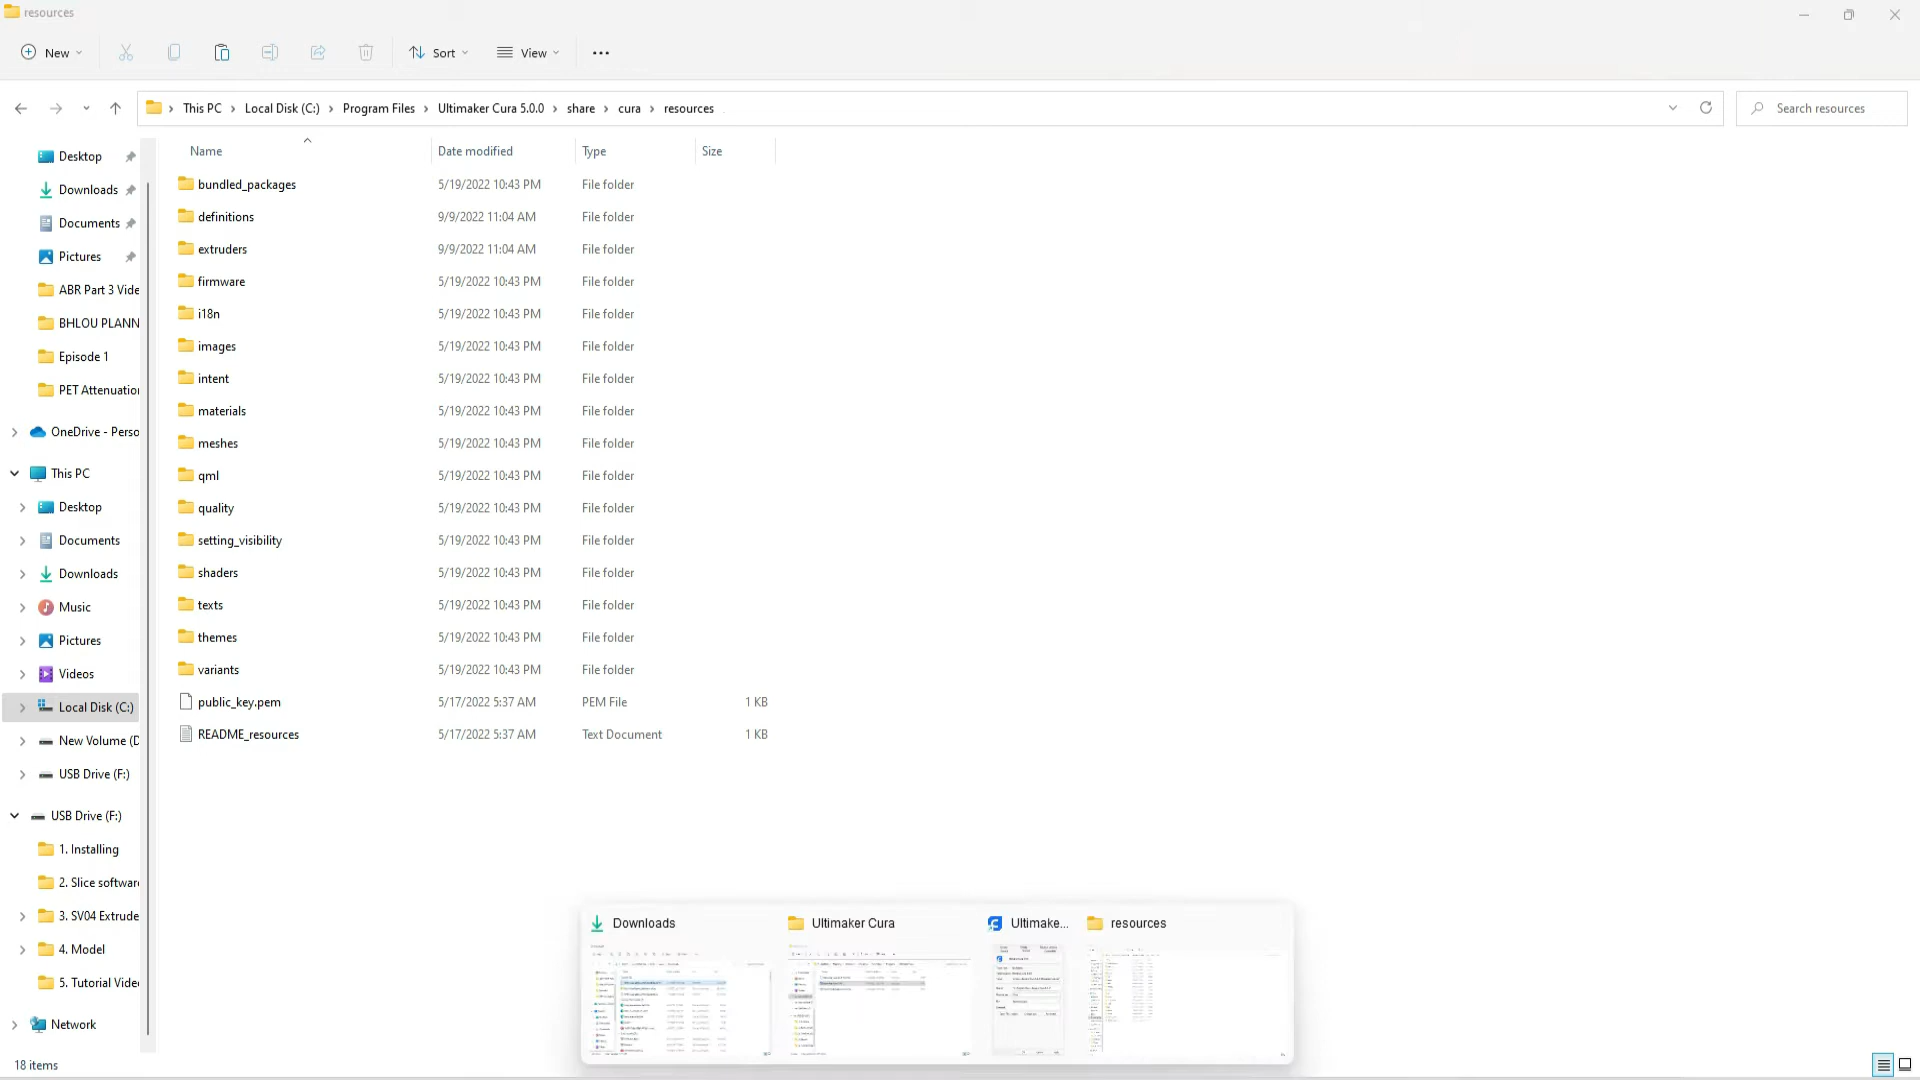 resources
New
Sort
View
This PC > Local Disk (C:) > Program Files > Ultimaker Cura 5.0.0 > share > cura > resources
Search resources
Name Date modified Type Size
bundled_packages 5/19/2022 10:43 PM File folder
definitions 9/9/2022 11:04 AM File folder
extruders 9/9/2022 11:04 AM File folder
firmware 5/19/2022 10:43 PM File folder
i18n 5/19/2022 10:43 PM File folder
images 5/19/2022 10:43 PM File folder
intent 5/19/2022 10:43 PM File folder
materials 5/19/2022 10:43 PM File folder
meshes 5/19/2022 10:43 PM File folder
qml 5/19/2022 10:43 PM File folder
quality 5/19/2022 10:43 PM File folder
setting_visibility 5/19/2022 10:43 PM File folder
shaders 5/19/2022 10:43 PM File folder
texts 5/19/2022 10:43 PM File folder
themes 5/19/2022 10:43 PM File folder
variants 5/19/2022 10:43 PM File folder
public_key.pem 5/17/2022 5:37 AM PEM File 1 KB
README_resources 5/17/2022 5:37 AM Text Document 1 KB
Desktop
Downloads
Documents
Pictures
ABR Part 3 Vide
BHLOU PLANN
Episode 1
PET Attenuation
OneDrive - Perso
This PC
Desktop
Documents
Downloads
Music
Pictures
Videos
Local Disk (C:)
New Volume (D
USB Drive (F:)
USB Drive (F:)
1. Installing
2. Slice software
3. SV04 Extrude
4. Model
5. Tutorial Vide
Network
Downloads
Ultimaker Cura
Ultimake...
resources
18 items